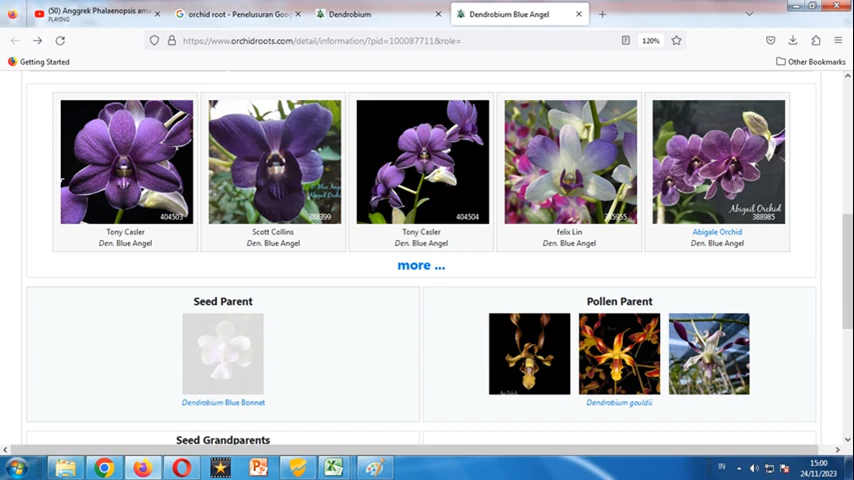 (50) Anggrek Phalaenopsis ame
PLAYING
orchid root - Penelusuran Goog
Dendrobium
Dendrobium Blue Angel
https://www.orchidroots.com/detail/information/?pid=100087711&role=
120%
Getting Started
Other Bookmarks
404503
388399
404504
385955
Abigail Orchid
388985
Tony Casler
Scott Collins
Tony Casler
felix Lin
Abigale Orchid
Den. Blue Angel
Den. Blue Angel
Den. Blue Angel
Den. Blue Angel
Den. Blue Angel
more ...
Seed Parent
Pollen Parent
Dendrobium Blue Bonnet
Dendrobium gouldii
Seed Grandparents
IN
15:00
24/11/2023